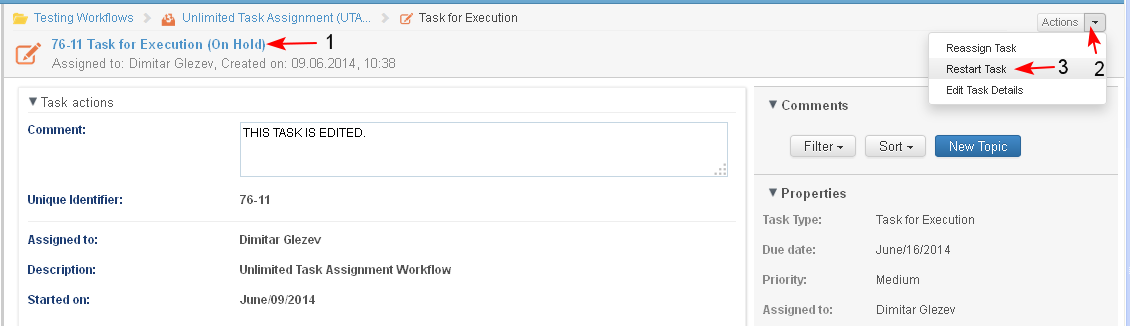 Testing Workflows Unlimited Task Assignment (UTA... Task for Execution
Actions
76-11 Task for Execution (On Hold) 1
Assigned to: Dimitar Glezev, Created on: 09.06.2014, 10:38
2
Reassign Task
Restart Task 3
Edit Task Details
Task actions
Comment: THIS TASK IS EDITED.
Unique Identifier: 76-11
Assigned to: Dimitar Glezev
Description: Unlimited Task Assignment Workflow
Started on: June/09/2014
Comments
Filter Sort New Topic
Properties
Task Type: Task for Execution
Due date: June/16/2014
Priority: Medium
Assigned to: Dimitar Glezev